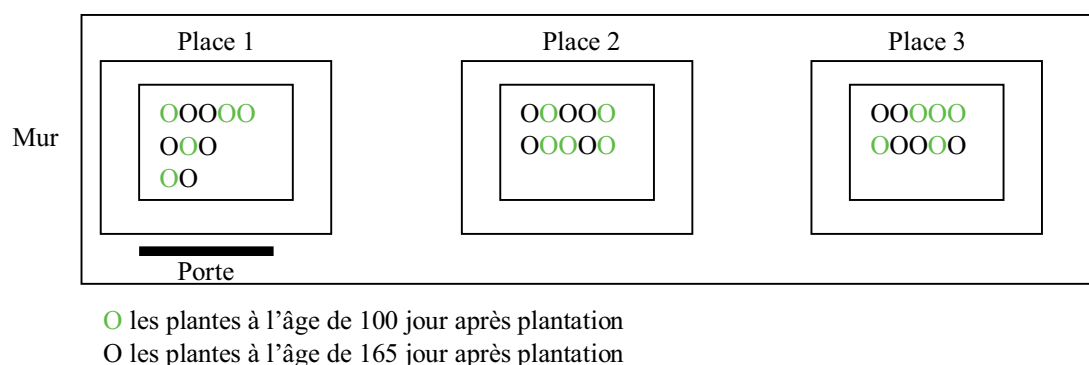 Place 1 Place 2 Place 3
OOOOO OOOOO OOOOO
Mur OOO OOOOO OOOOO
OO
Porte
O les plantes à l’âge de 100 jour après plantation
O les plantes à l’âge de 165 jour après plantation